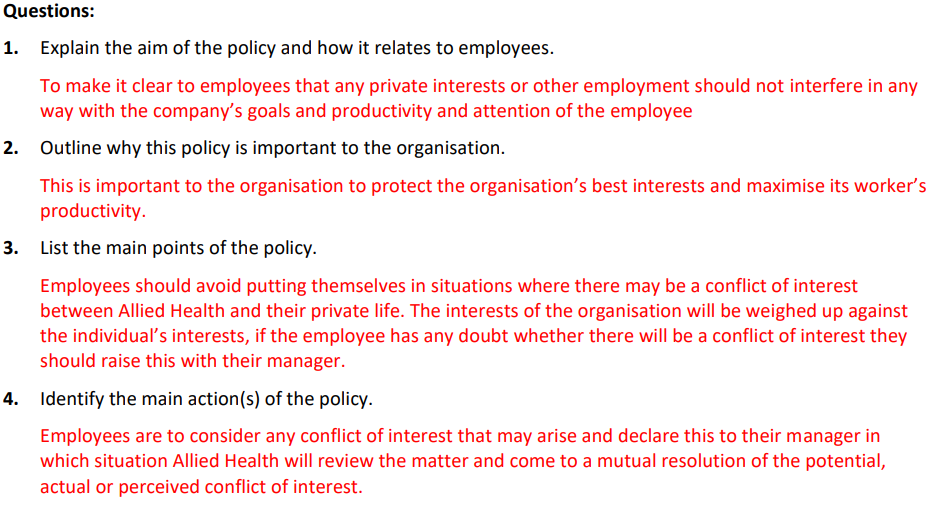 Questions:
1. Explain the aim of the policy and how it relates to employees.
To make it clear to employees that any private interests or other employment should not interfere in any
way with the company’s goals and productivity and attention of the employee
2. Outline why this policy is important to the organisation.
This is important to the organisation to protect the organisation’s best interests and maximise its worker’s
productivity.
3. List the main points of the policy.
Employees should avoid putting themselves in situations where there may be a conflict of interest
between Allied Health and their private life. The interests of the organisation will be weighed up against
the individual’s interests, if the employee has any doubt whether there will be a conflict of interest they
should raise this with their manager.
4. Identify the main action(s) of the policy.
Employees are to consider any conflict of interest that may arise and declare this to their manager in
which situation Allied Health will review the matter and come to a mutual resolution of the potential,
actual or perceived conflict of interest.